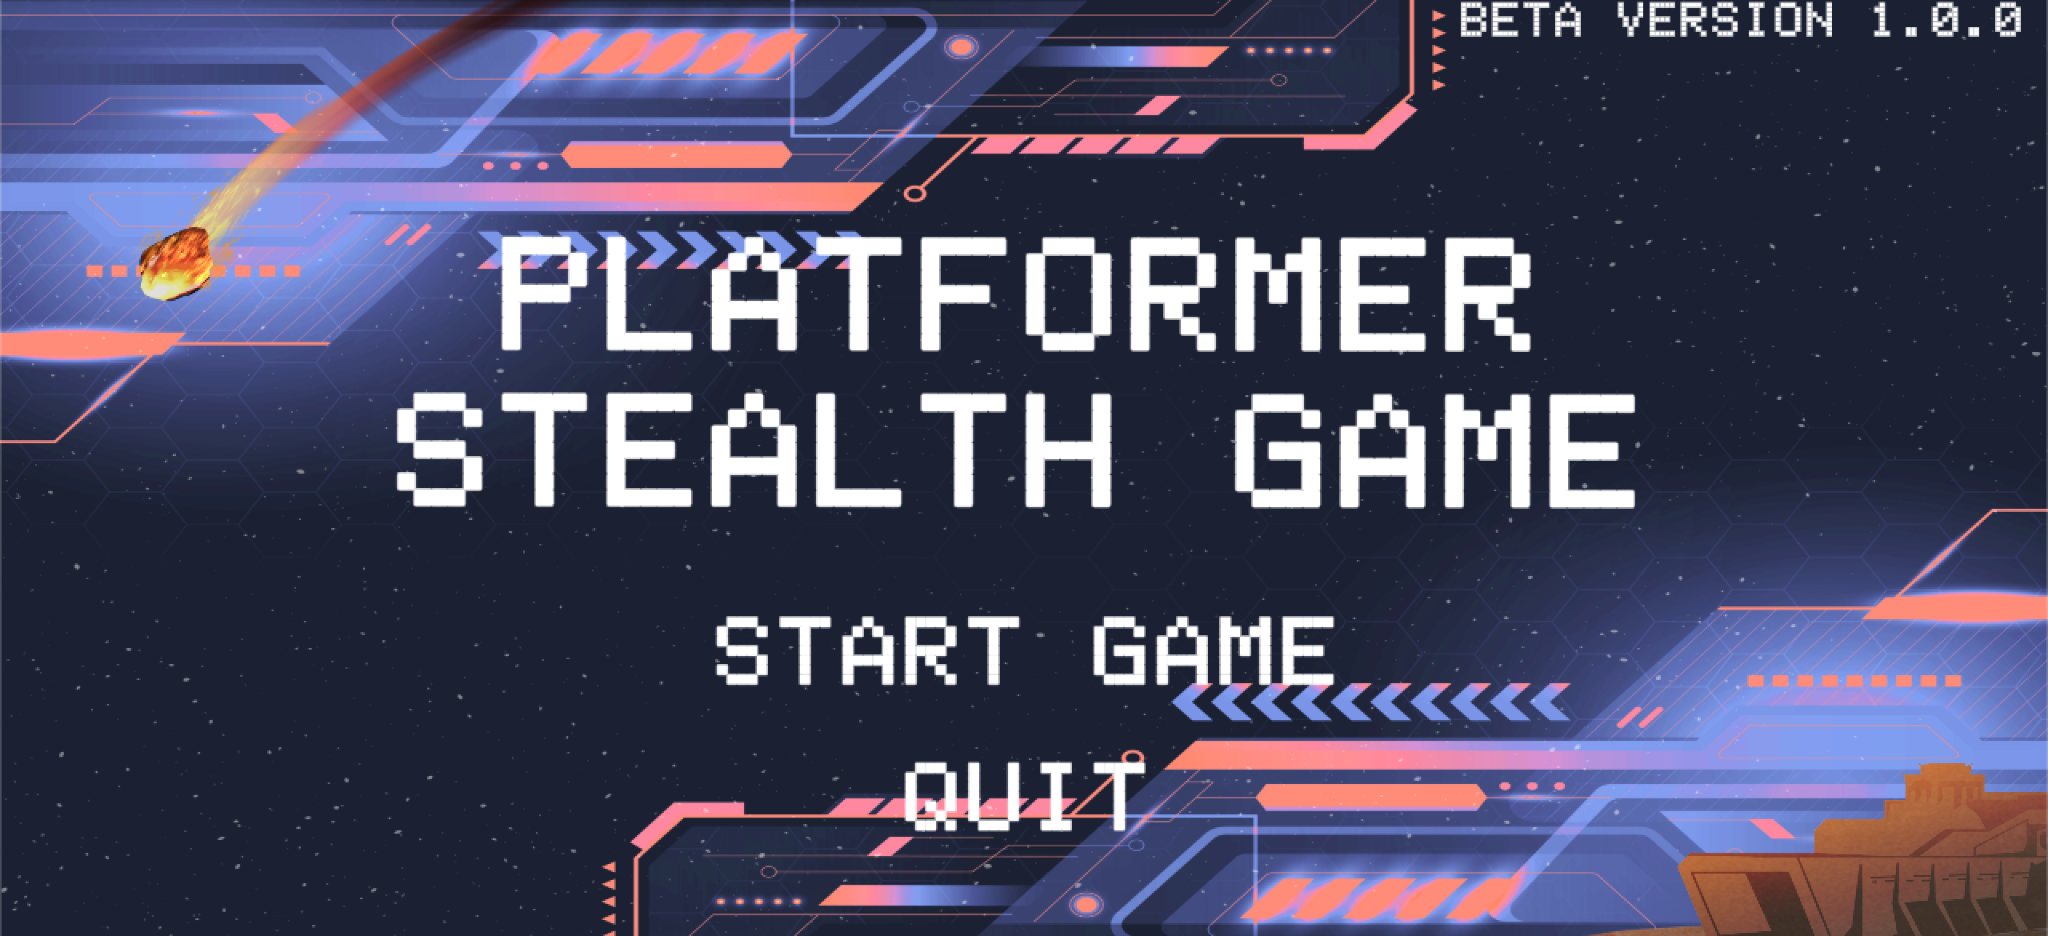 BETA VERSION 1.0.0
PLATFORMER
STEALTH GAME
START GAME
QUIT